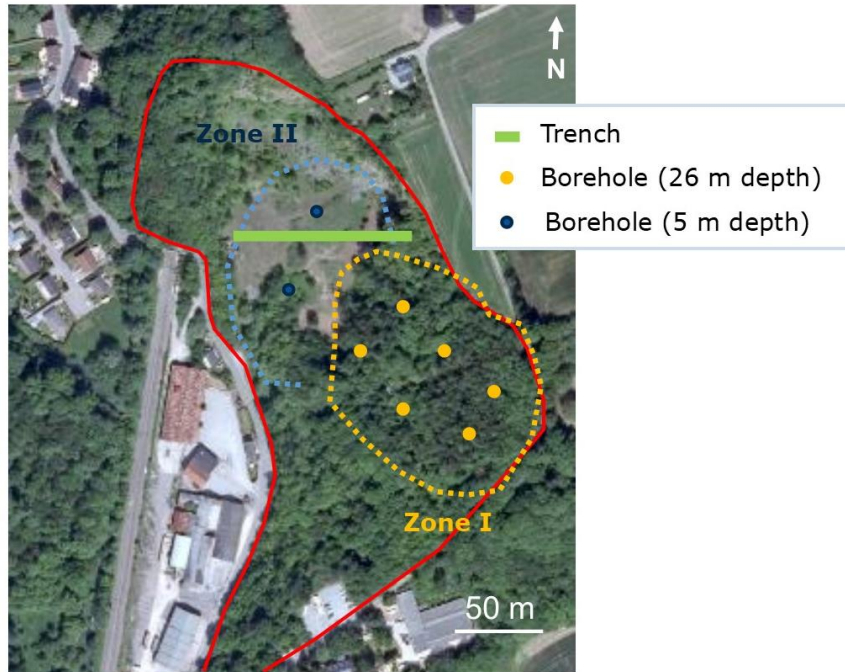 N
Zone II
Trench
Borehole (26 m depth)
Borehole (5 m depth)
Zone I
50 m